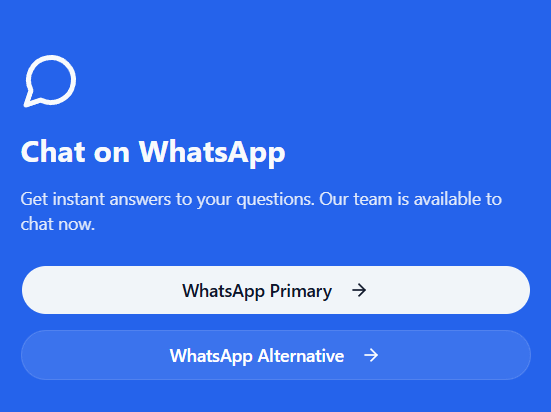 Chat on WhatsApp
Get instant answers to your questions. Our team is available to
chat now.
WhatsApp Primary
WhatsApp Alternative